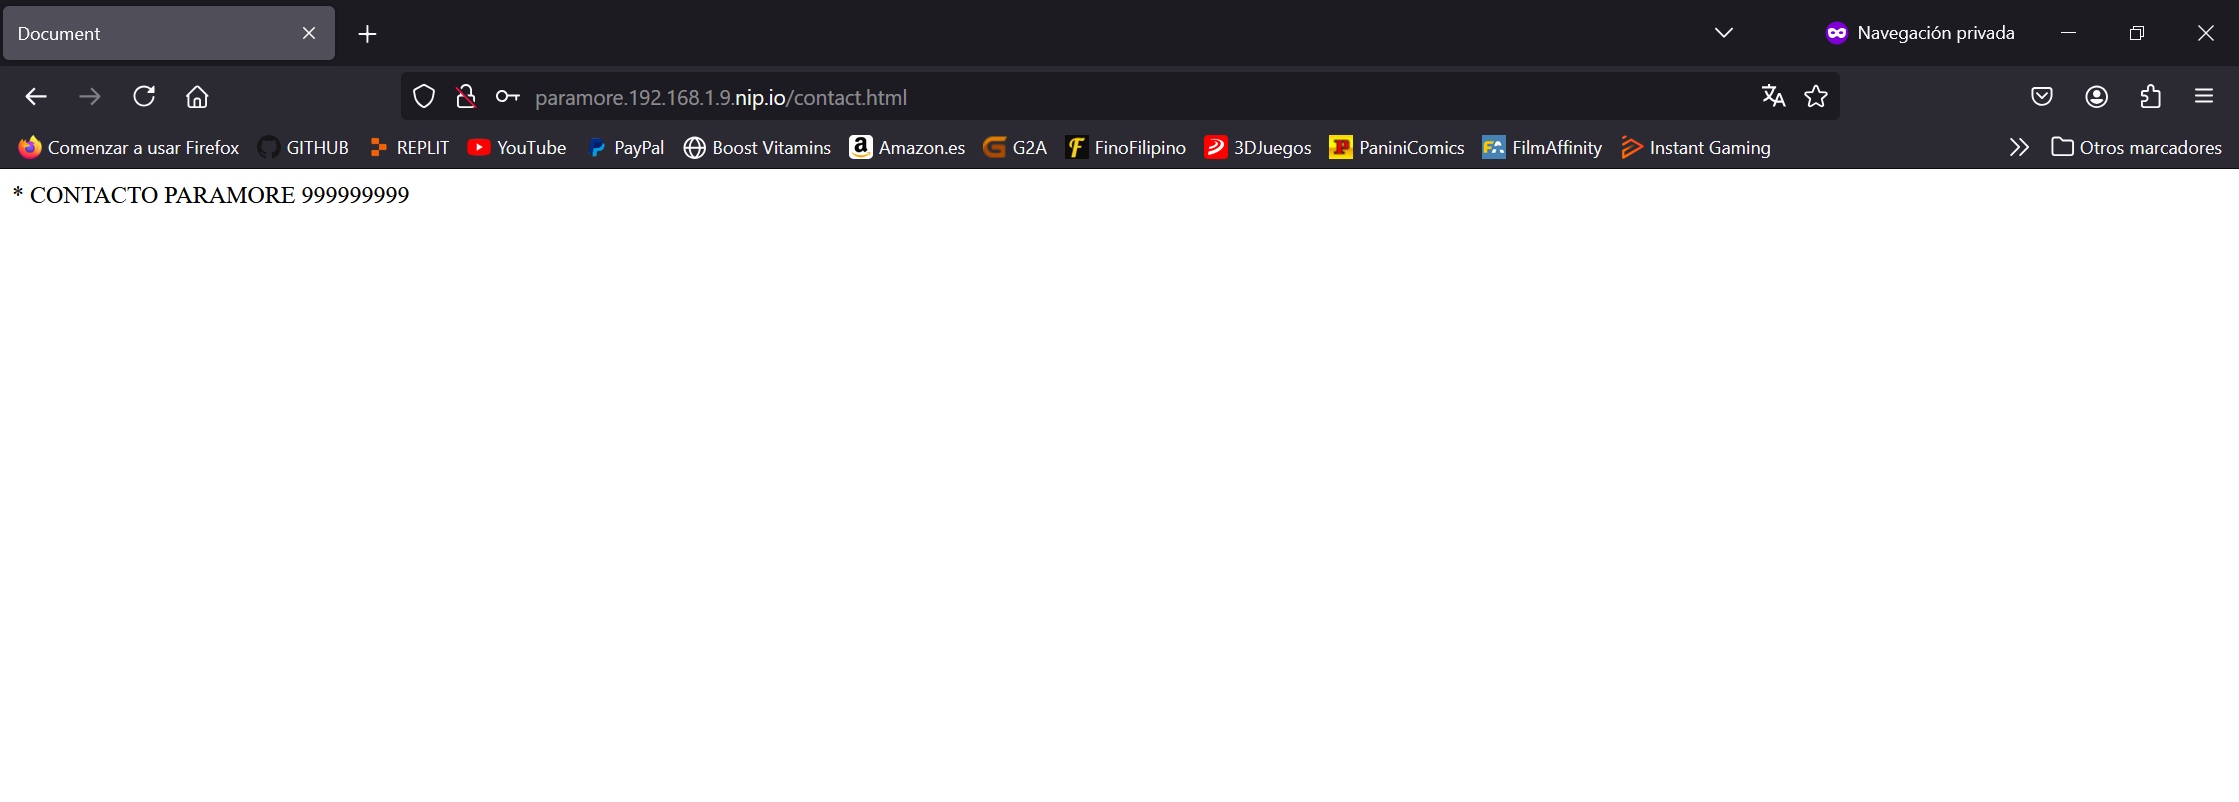 Document
Navegación privada
paramore.192.168.1.9.nip.io/contact.html
Comenzar a usar Firefox GITHUB REPLIT YouTube PayPal Boost Vitamins Amazon.es G2A FinoFilipino 3DJuegos PaniniComics FilmAffinity Instant Gaming Otros marcadores
* CONTACTO PARAMORE 999999999